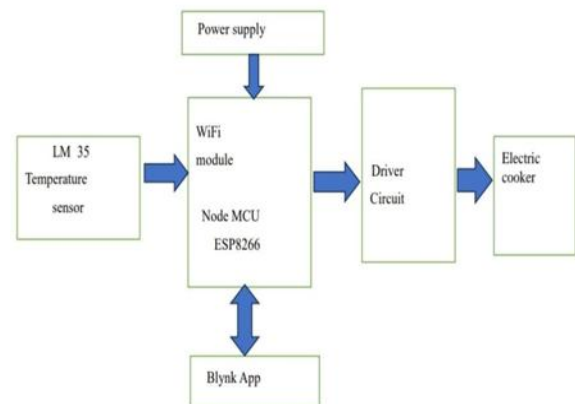 Power supply
LM 35
Temperature
sensor
WiFi
module
Node MCU
ESP8266
Driver
Circuit
Electric
cooker
Blynk App